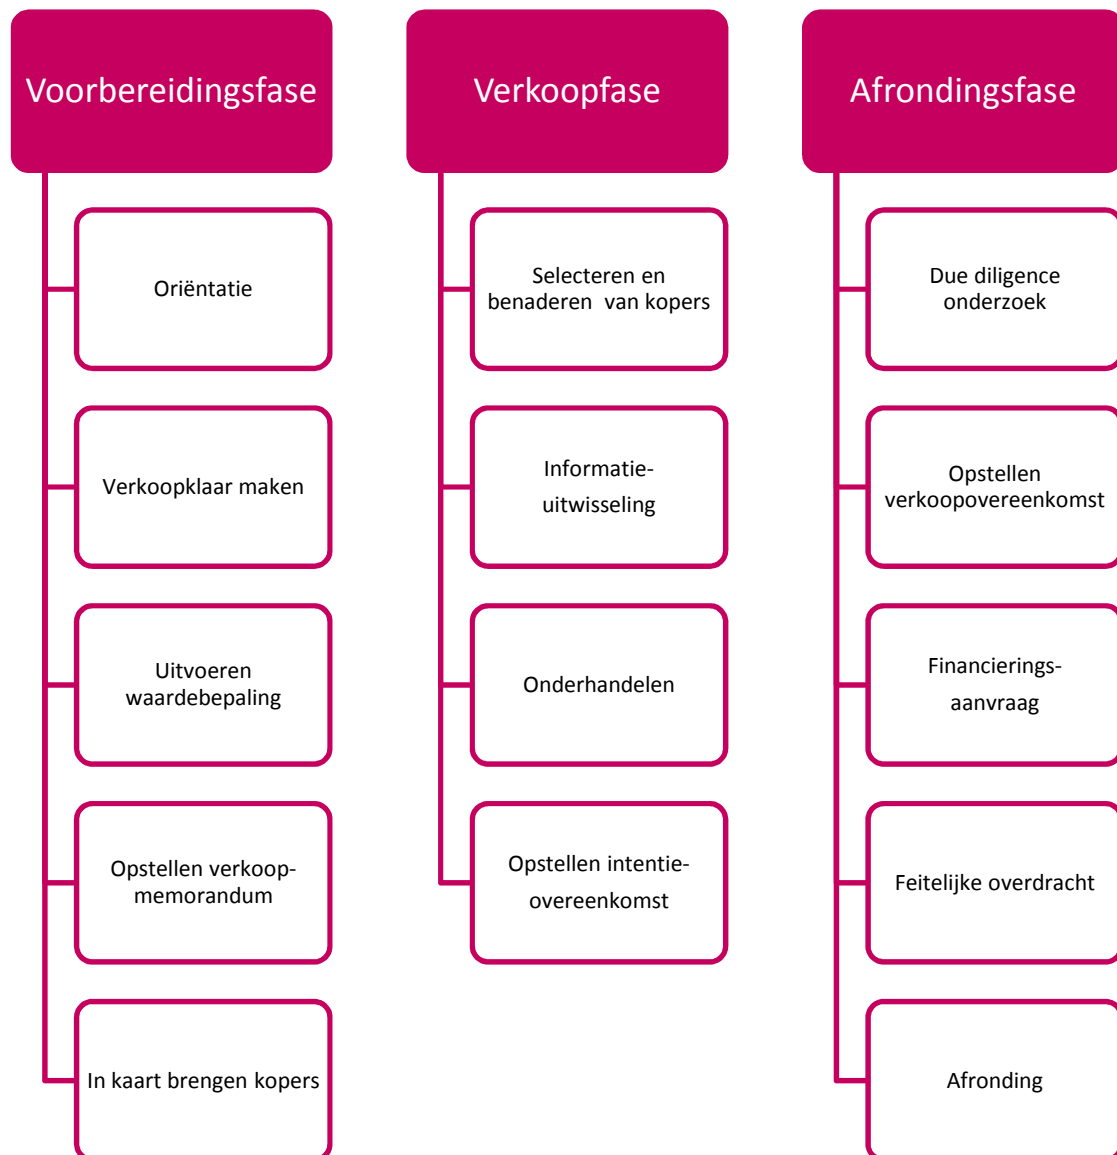 Voorbereidingsfase
Oriëntatie
Verkoopklaar maken
Uitvoeren
waardebepaling
Opstellen verkoop-
memorandum
In kaart brengen kopers
Verkoopfase
Selecteren en
benaderen van kopers
Informatie-
uitwisseling
Onderhandelen
Opstellen intentie-
overeenkomst
Afrondingsfase
Due diligence
onderzoek
Opstellen
verkoopovereenkomst
Financierings-
aanvraag
Feitelijke overdracht
Afronding